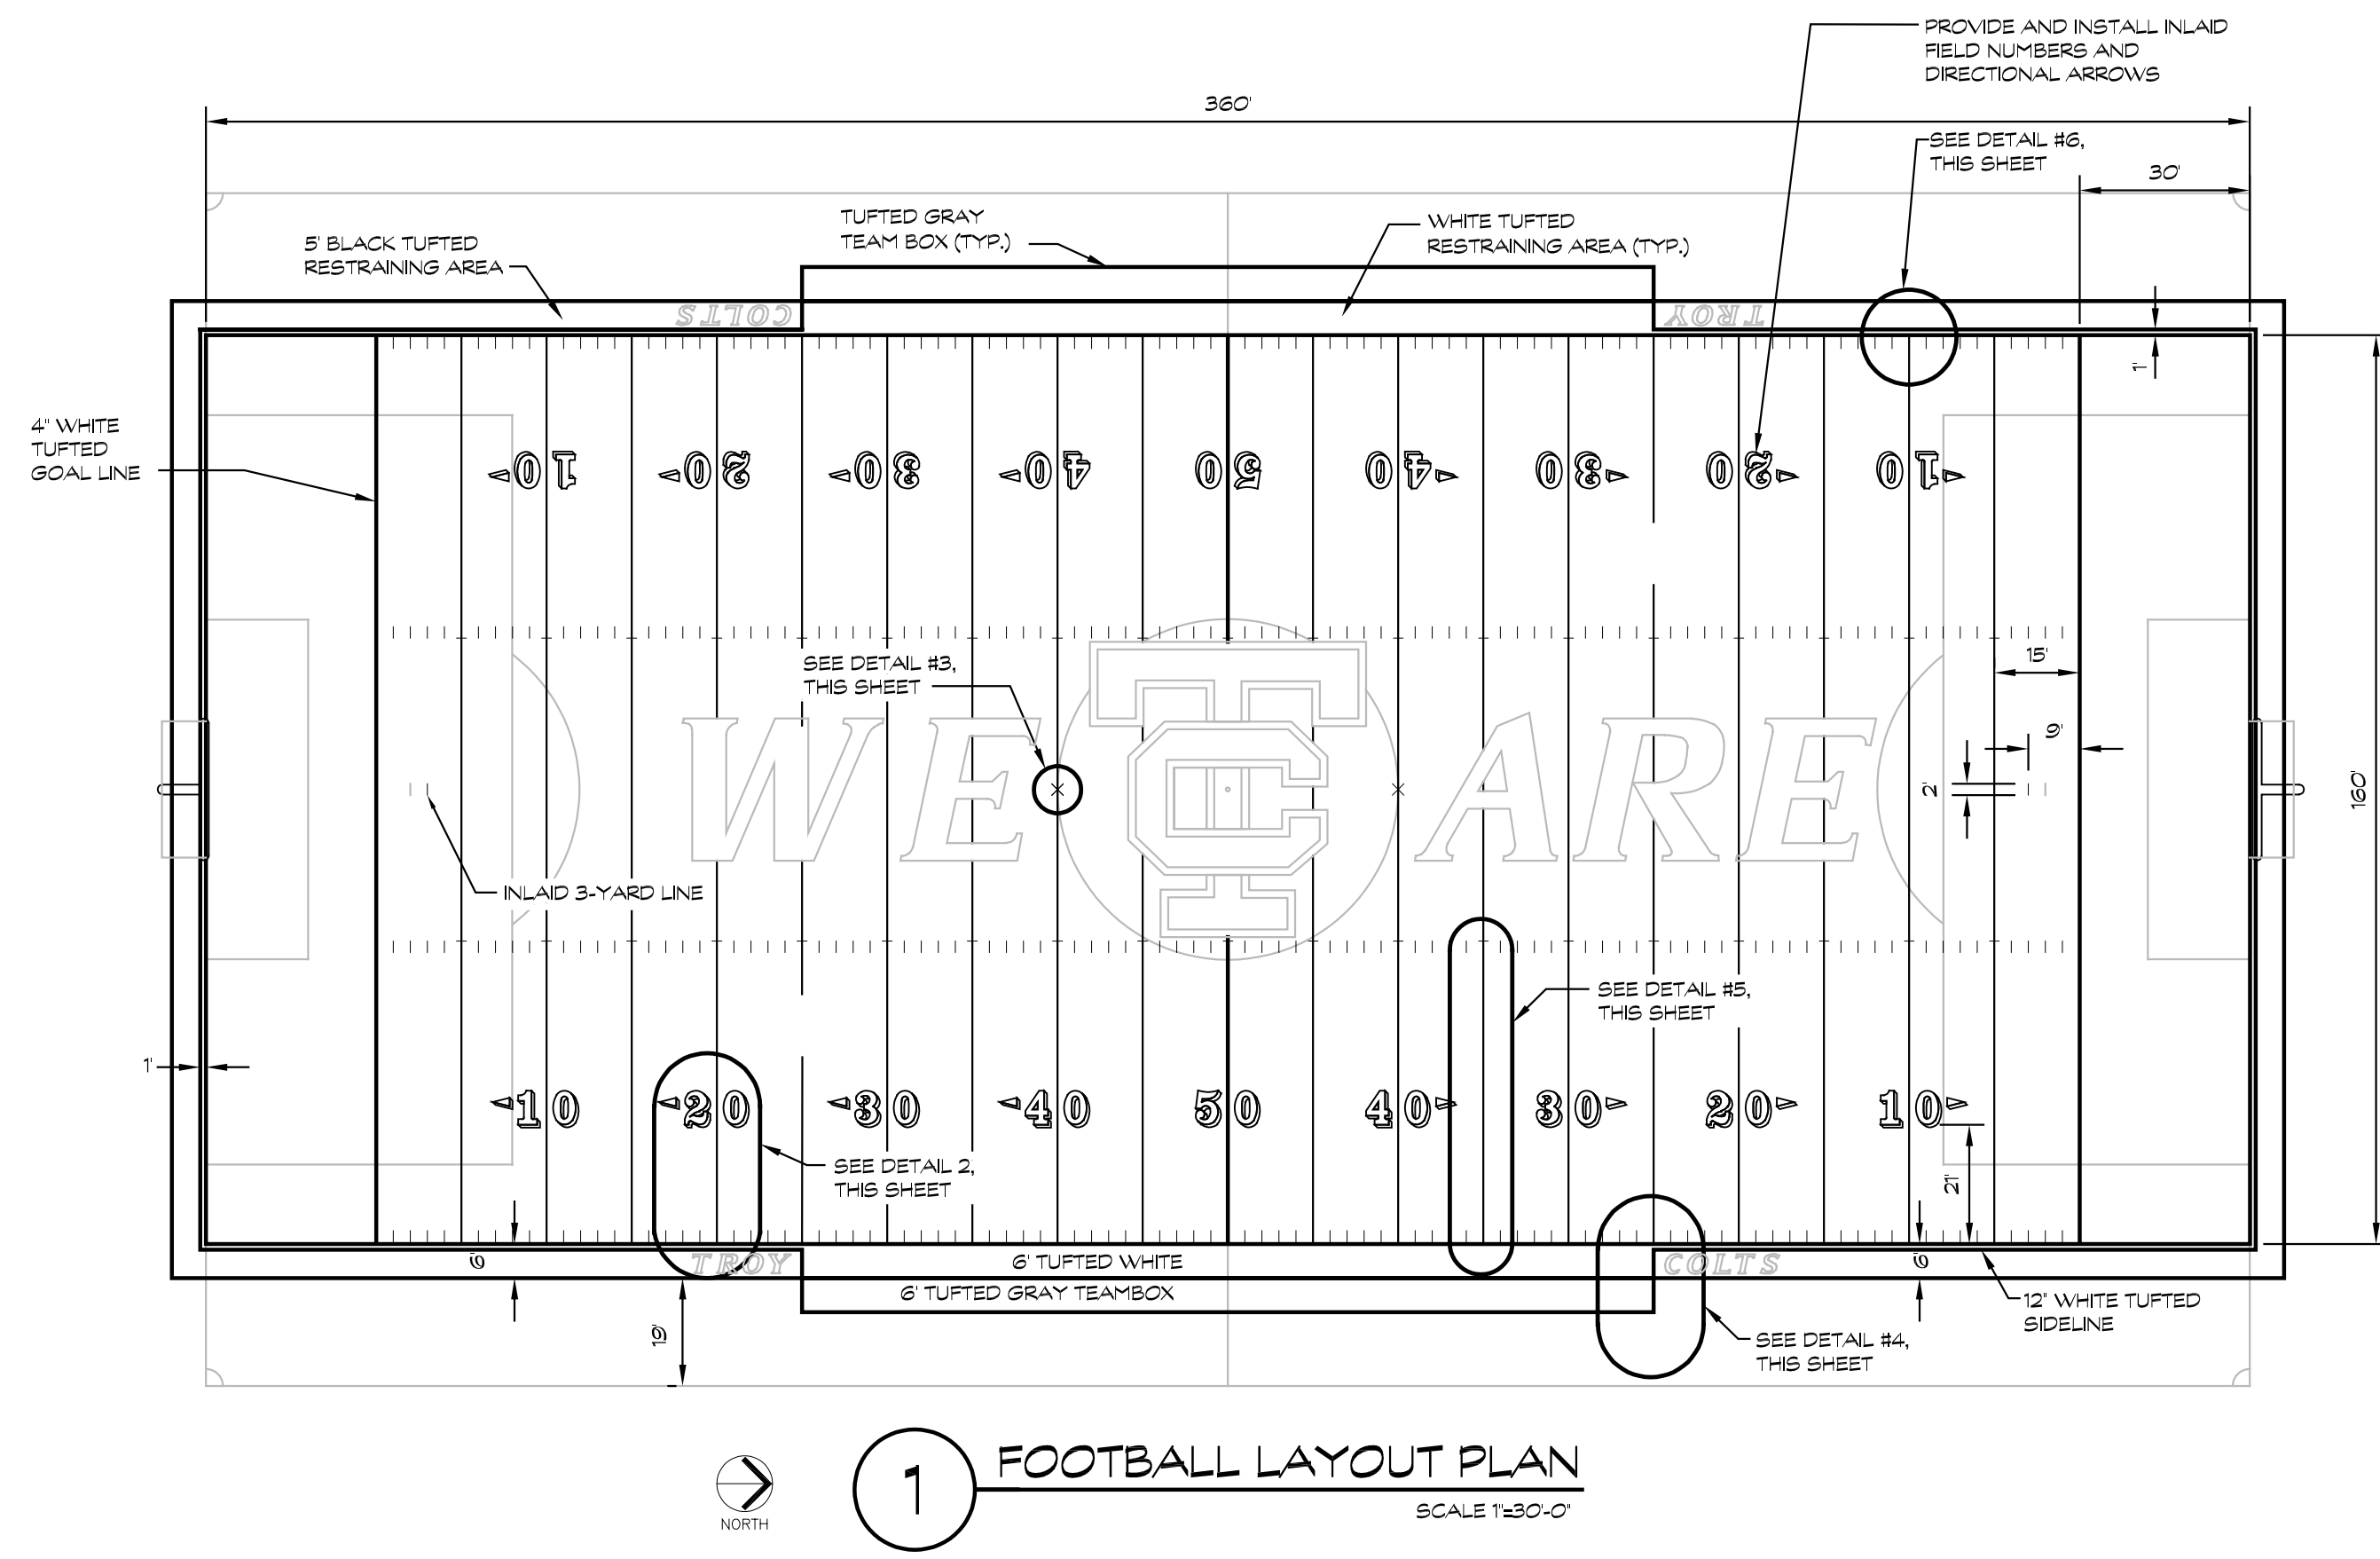 PROVIDE AND INSTALL INLAID
FIELD NUMBERS AND
DIRECTIONAL ARROWS
360'
SEE DETAIL #6,
THIS SHEET
30'
TUFTED GRAY
TEAM BOX (TYP.)
WHITE TUFTED
RESTRAINING AREA (TYP.)
5' BLACK TUFTED
RESTRAINING AREA
COLTS
TROY
1'
4" WHITE
TUFTED
GOAL LINE
10
20
30
40
50
40
30
20
10
SEE DETAIL #3,
THIS SHEET
15'
WE
TC
ARE
9'
2'
160'
INLAID 3-YARD LINE
SEE DETAIL #5,
THIS SHEET
1'
10
20
30
40
50
40
30
20
10
SEE DETAIL 2,
THIS SHEET
21'
6'
TROY
6' TUFTED WHITE
COLTS
6'
6' TUFTED GRAY TEAMBOX
12" WHITE TUFTED
SIDELINE
19'
SEE DETAIL #4,
THIS SHEET
1
FOOTBALL LAYOUT PLAN
SCALE 1"=30'-0"
NORTH